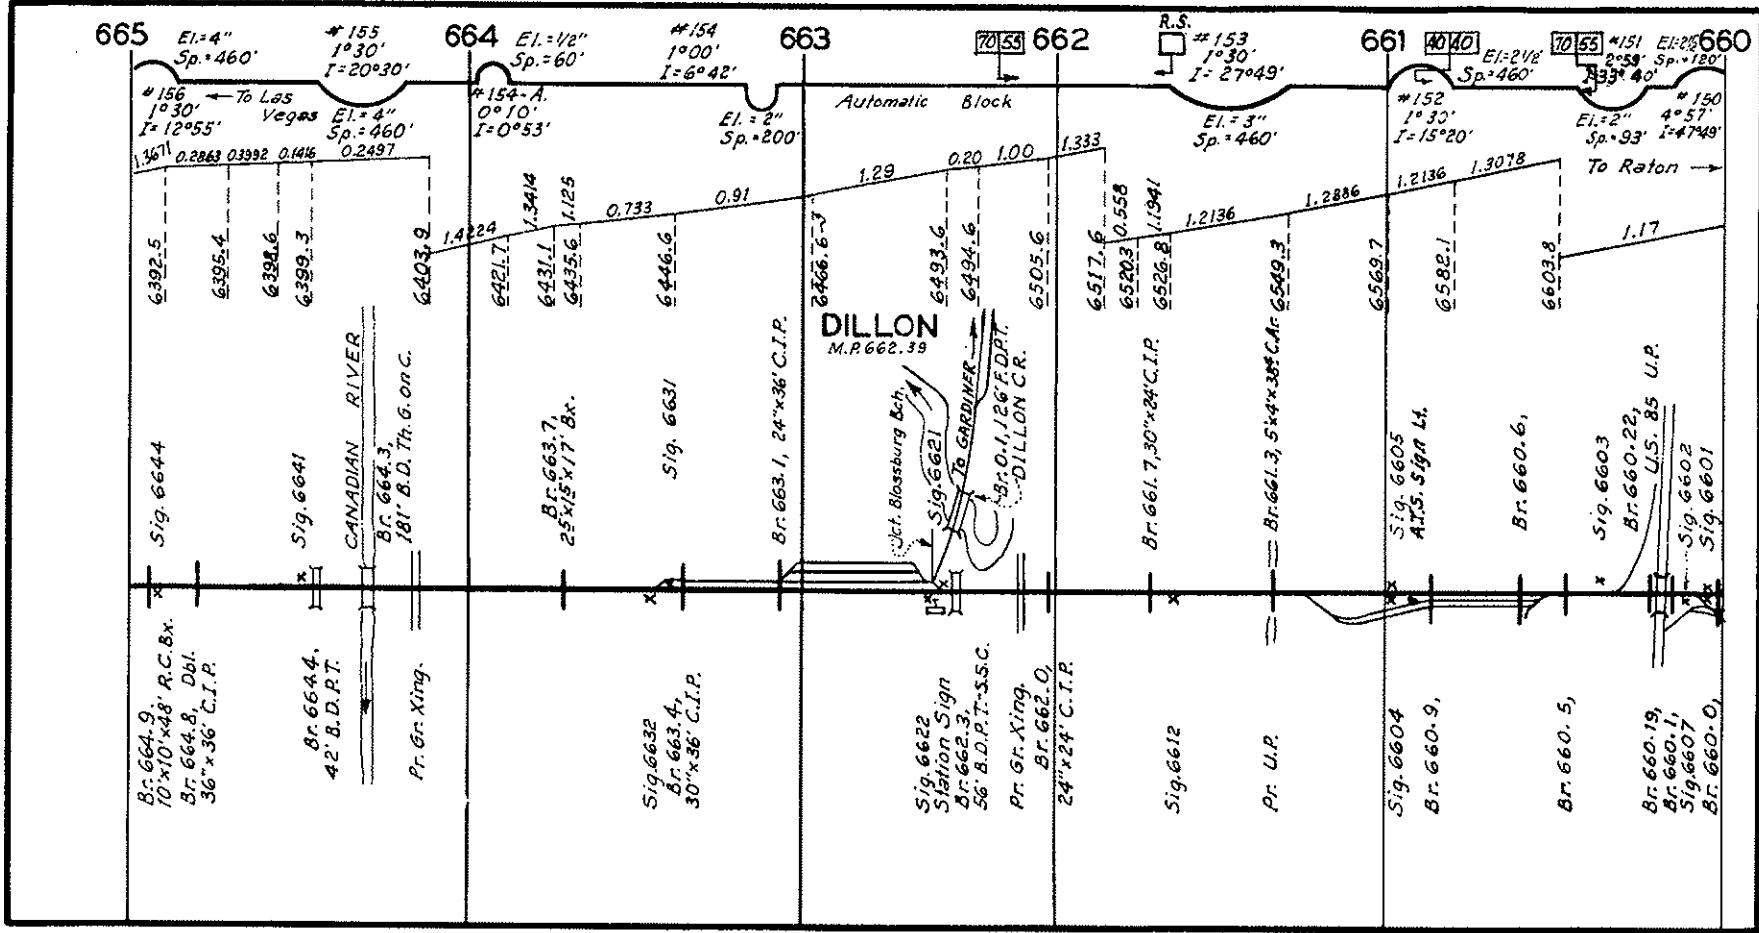 665
El.=4"
Sp.=460'
#155
1°30'
I=20°30'
664
El.=1/2"
Sp.=60'
#154
1°00'
I=6°42'
663
70 55
662
R.S.
#153
1°30'
I=27°49'
661
40 40
El=2 1/2
Sp.=460'
70 55
#151
2°59'
I=33°40'
660
Sp.=120'
#156
1°30'
I=12°55'
To Las
Vegas
El.=4"
Sp.=460'
#154-A.
0°10'
I=0°53'
El.=2"
Sp.=200'
Automatic Block
El.=3"
Sp.=460'
#152
1°30'
I=15°20'
El.=2"
Sp.=93'
#150
4°57'
I=47°49'
To Raton
1.3671
0.2863
0.3992
0.1416
0.2497
1.4224
1.3414
1.125
0.733
0.91
1.29
0.20
1.00
1.333
0.558
1.1941
1.2136
1.2886
1.2136
1.3078
1.17
6392.5
6395.4
6398.6
6399.3
6403.9
6421.7
6431.1
6435.6
6446.6
6466.6-3
6493.6
6494.6
6505.6
6517.6
6520.3
6526.8
6549.3
6569.7
6582.1
6603.8
DILLON
M.P. 662.39
Sig. 6644
Sig. 6641
CANADIAN RIVER
Br. 664.3,
181' B.D. Th. G. on C.
Br. 663.7,
Sig. 6631
Br. 663.1, 24"x36' C.I.P.
Jct. Blossburg Bch.
Sig. 6621
To GARDINER
Br. 0.1, 126' F.D.P.T.
DILLON CR.
Br. 661.7, 30"x24' C.I.P.
Sig. 6605
A.T.S. Sign Lt.
Br. 660.6,
Sig. 6603
Br. 660.22,
U.S. 85 U.P.
Sig. 6602
Sig. 6601
Br. 664.9,
10'x10'x48' R.C. Bx.
Br. 664.8, Dbl.
36"x36' C.I.P.
Br. 664.4,
42' B.D.P.T.
Pr. Gr. Xing.
Sig. 6632
Br. 663.4,
30"x36' C.I.P.
Sig. 6622
Station Sign
Br. 662.3,
56' B.D.P.T.-S.S.C.
Pr. Gr. Xing.
Br. 662.0,
24"x24' C.I.P.
Sig. 6612
Pr. U.P.
Sig. 6604
Br. 660.9,
Br. 660.5,
Br. 660.19,
Br. 660.1,
Sig. 6607
Br. 660.0,